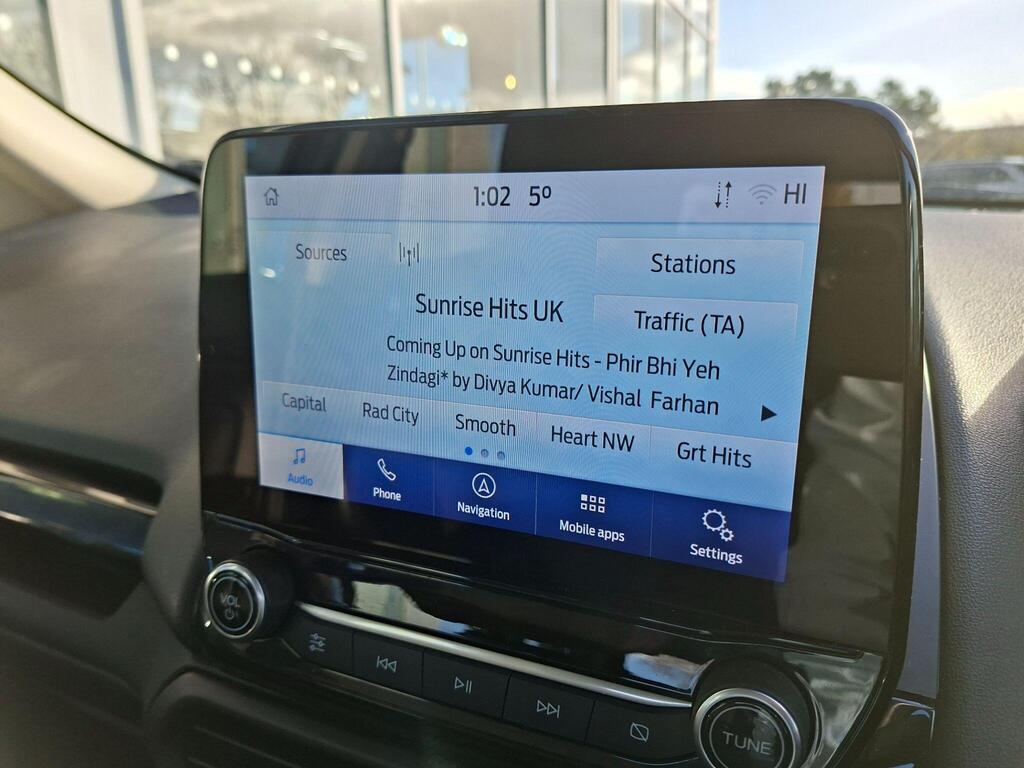 1:02 5º HI
Sources
Stations
Sunrise Hits UK
Traffic (TA)
Coming Up on Sunrise Hits - Phir Bhi Yeh
Zindagi* by Divya Kumar/ Vishal Farhan
Capital Rad City Smooth Heart NW Grt Hits
Audio Phone Navigation Mobile apps Settings
VOL
TUNE